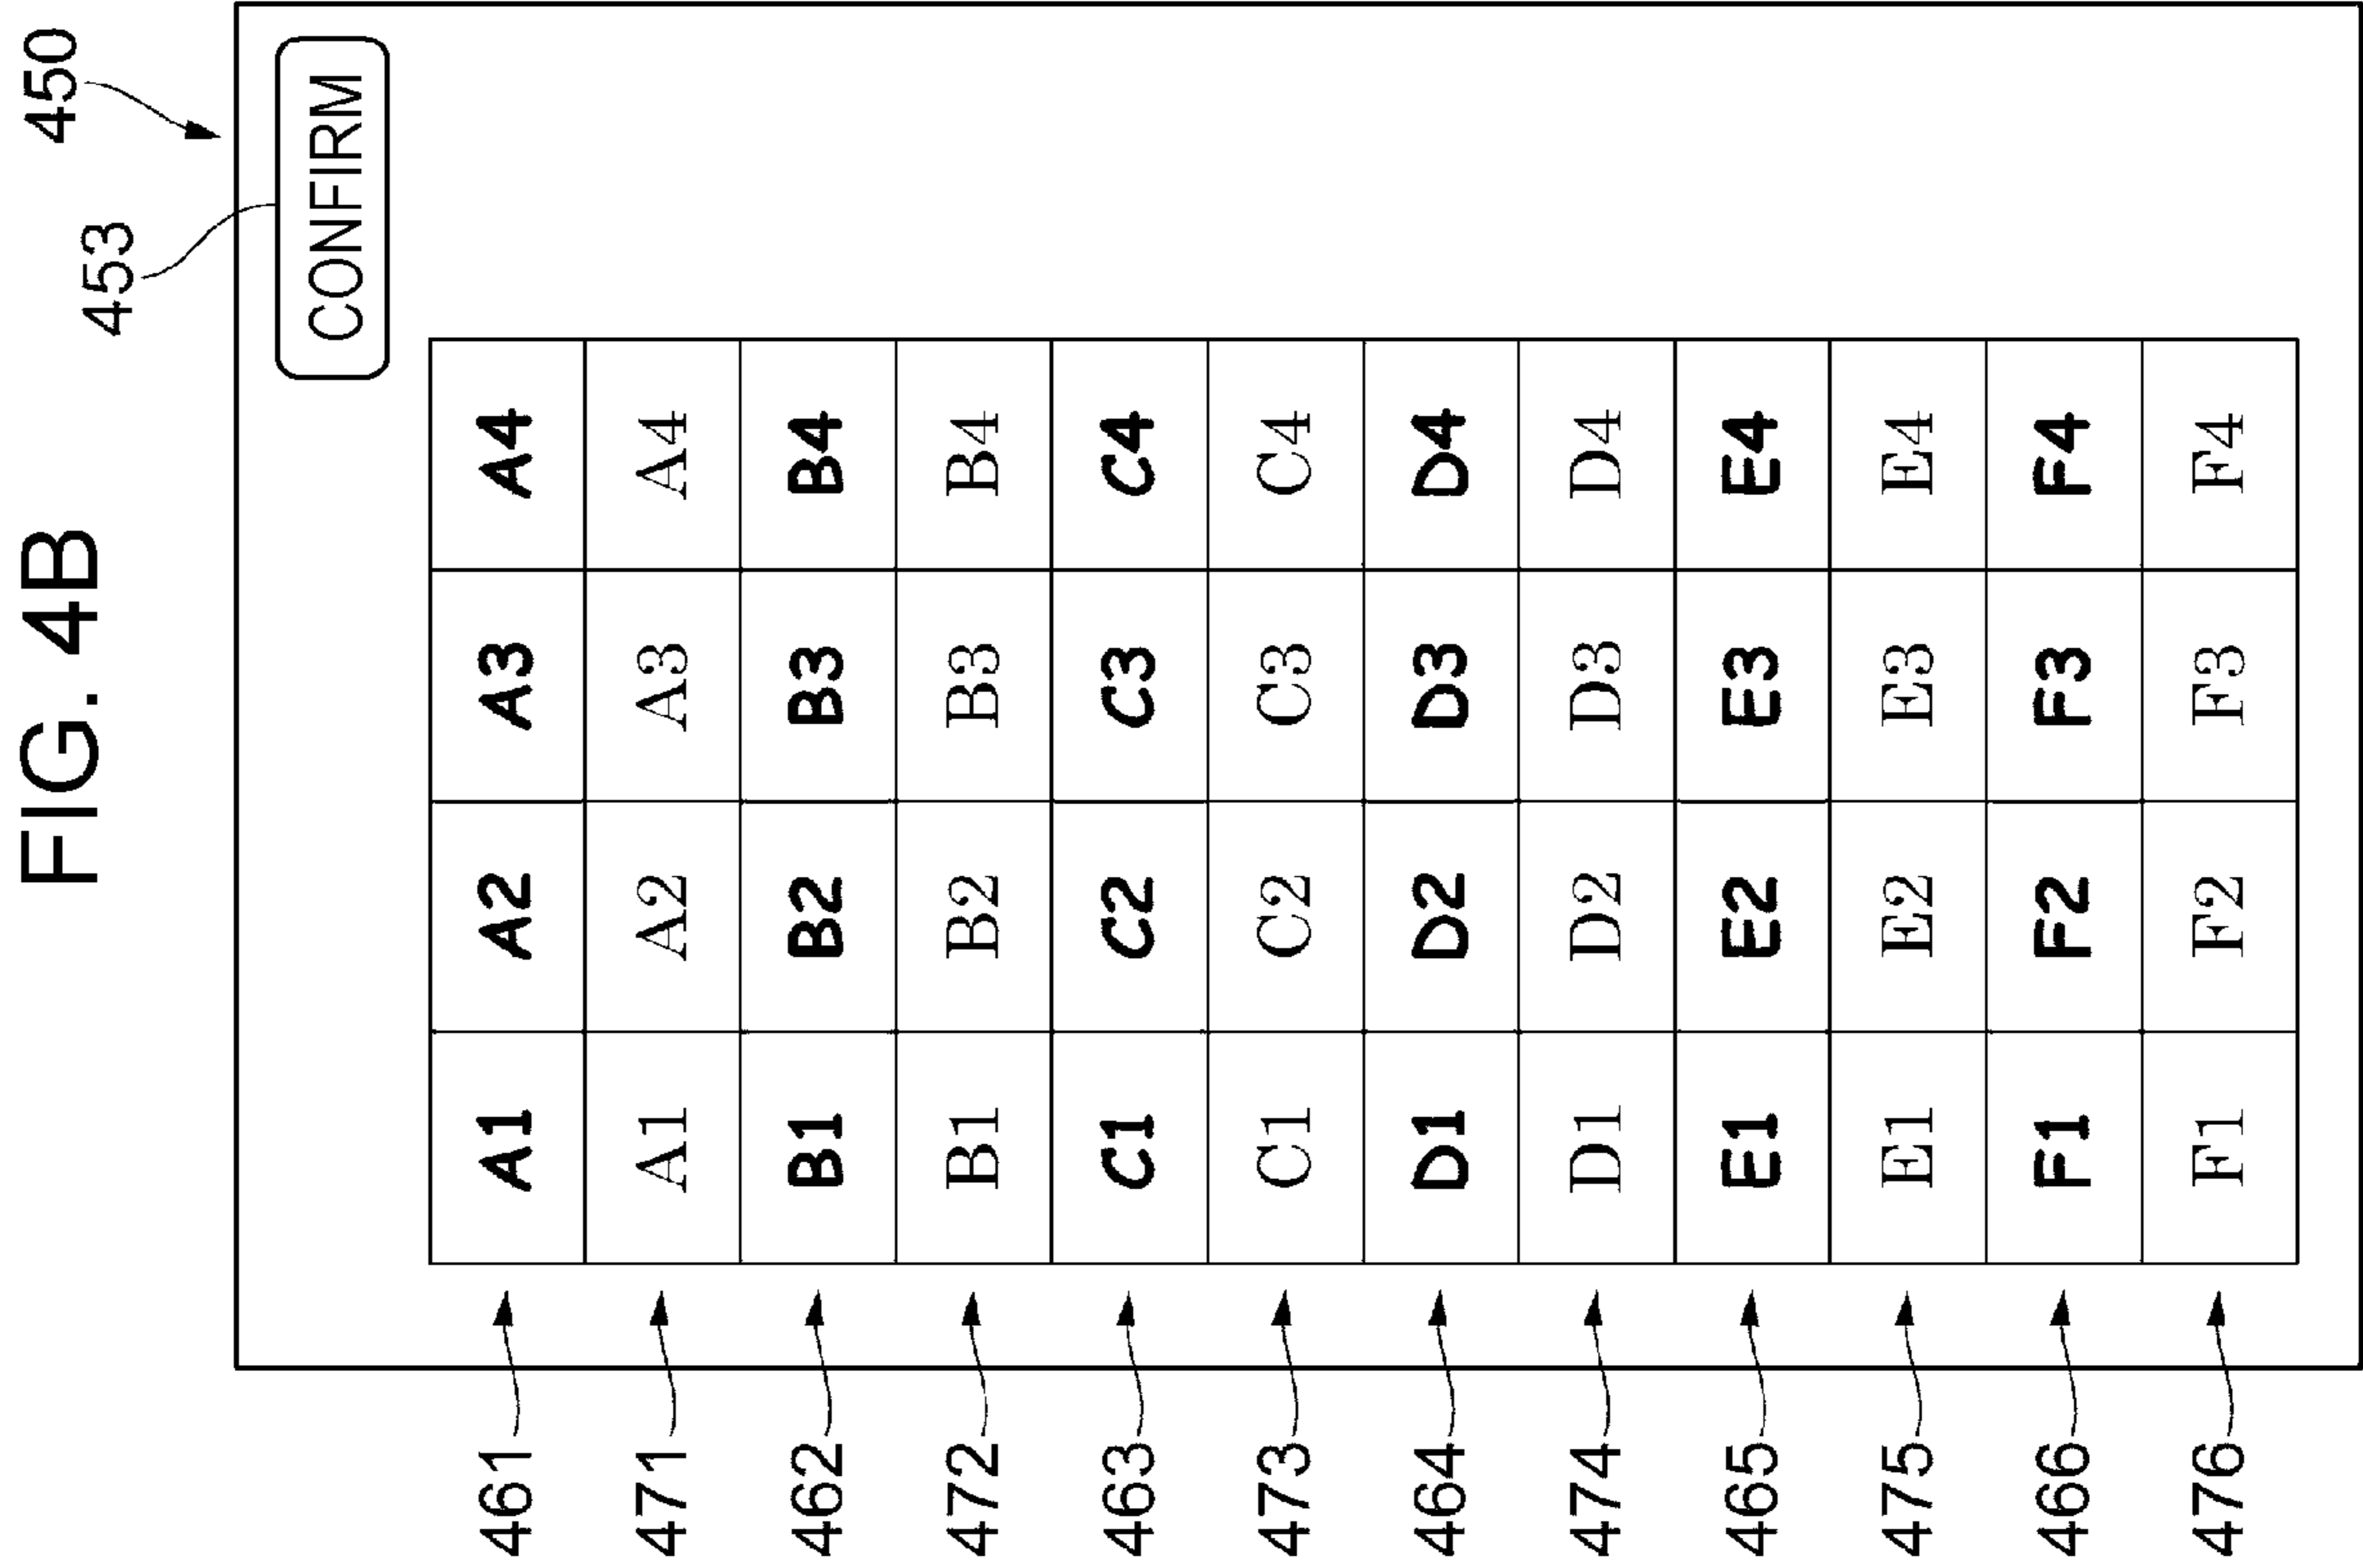 FIG. 4B
450
453
CONFIRM
461 A1 A2 A3 A4
471 A1 A2 A3 A4
462 B1 B2 B3 B4
472 B1 B2 B3 B4
463 C1 C2 C3 C4
473 C1 C2 C3 C4
464 D1 D2 D3 D4
474 D1 D2 D3 D4
465 E1 E2 E3 E4
475 E1 E2 E3 E4
466 F1 F2 F3 F4
476 F1 F2 F3 F4